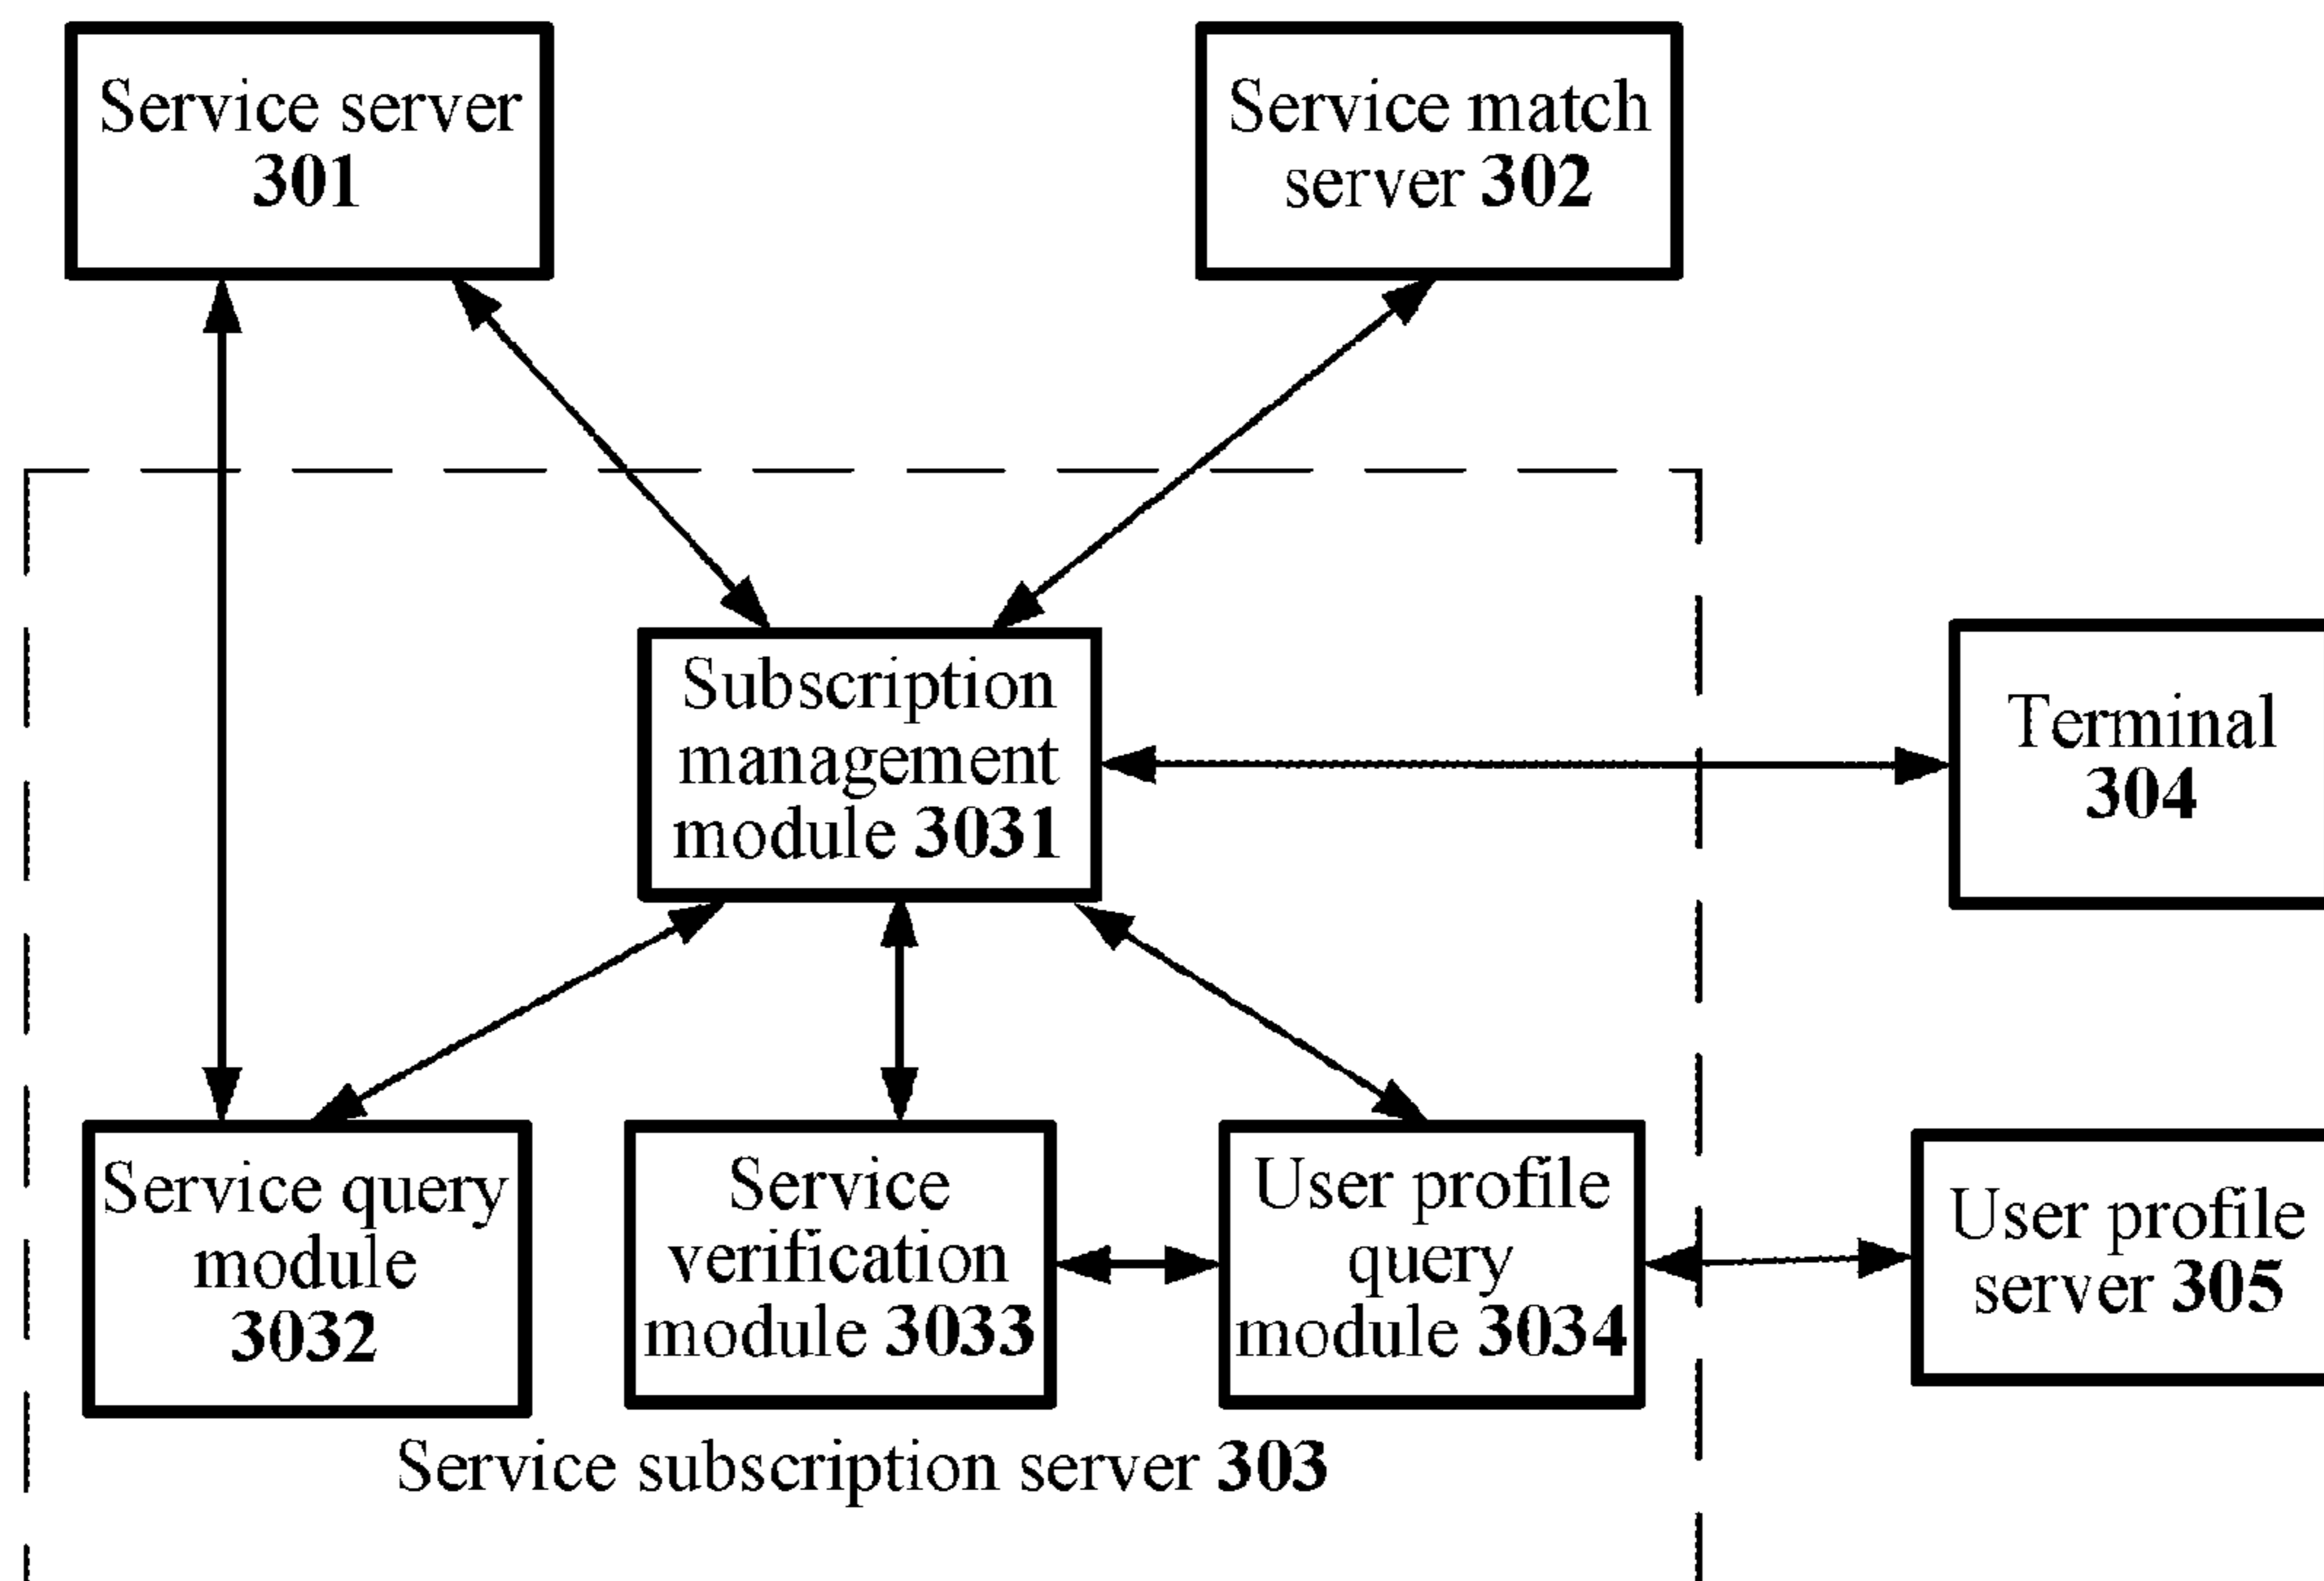 Service server
301
Service match
server 302
Subscription
management
module 3031
Terminal
304
Service query
module
3032
Service
verification
module 3033
User profile
query
module 3034
User profile
server 305
Service subscription server 303